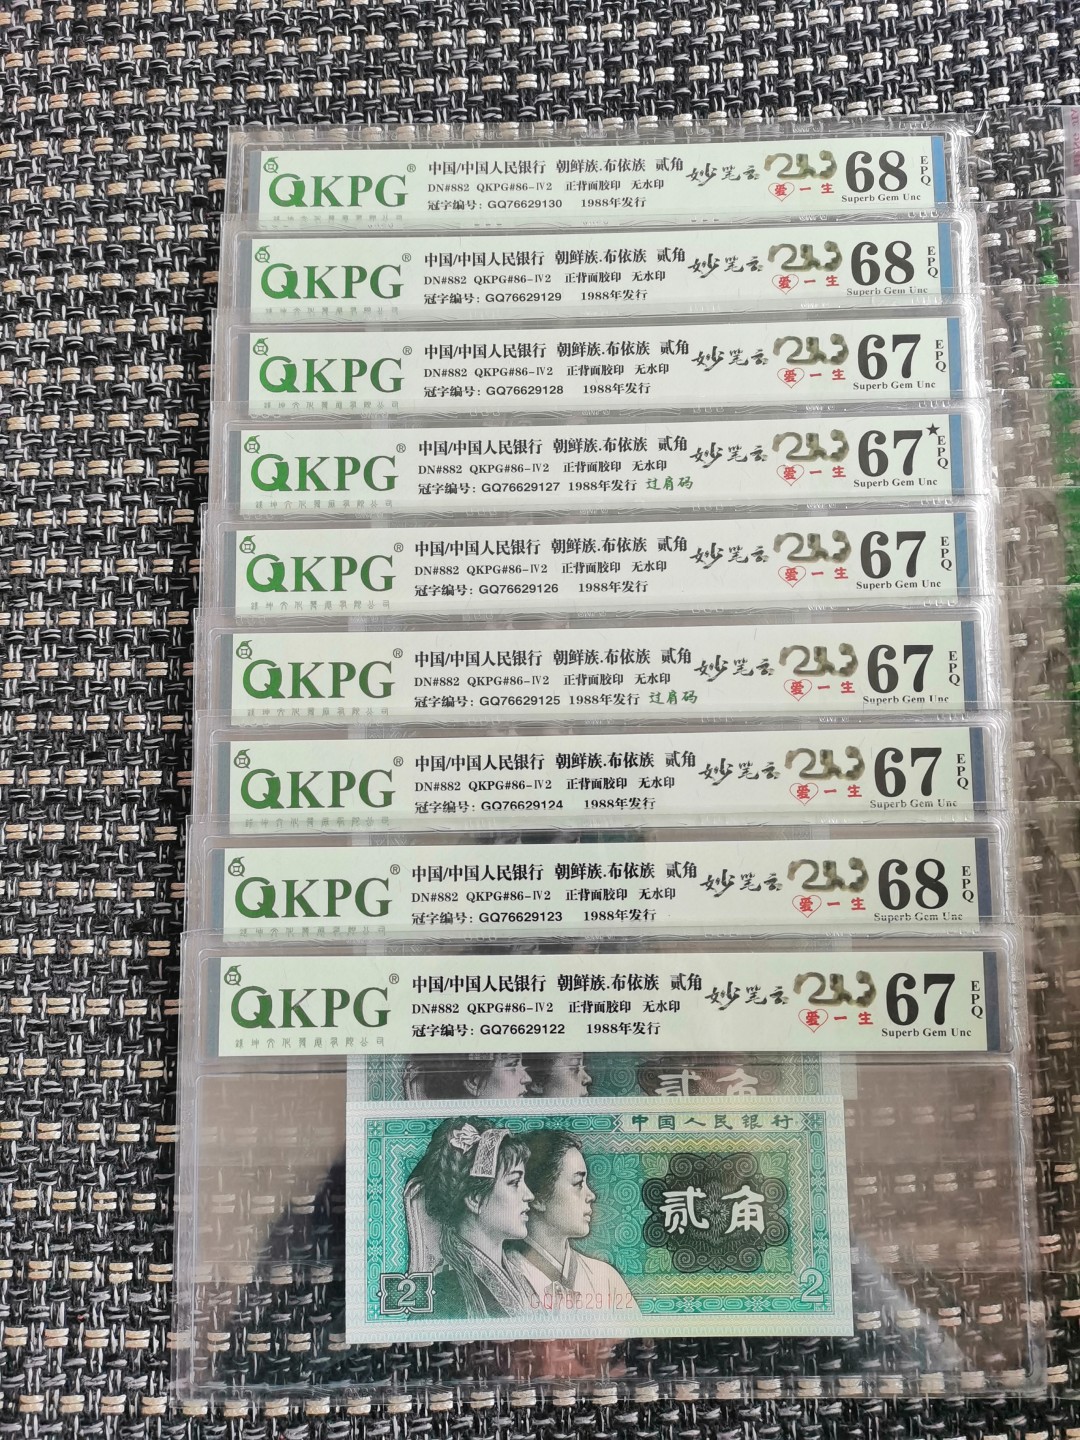 QKPG®
中国/中国人民银行 朝鲜族.布依族 贰角
DN#882 QKPG#86-IV2 正背面胶印 无水印
冠字编号: GQ76629130 1988年发行
妙笔
爱一生
68
EPQ
Superb Gem Unc
QKPG®
中国/中国人民银行 朝鲜族.布依族 贰角
DN#882 QKPG#86-IV2 正背面胶印 无水印
冠字编号: GQ76629129 1988年发行
妙笔
爱一生
68
EPQ
Superb Gem Unc
QKPG®
中国/中国人民银行 朝鲜族.布依族 贰角
DN#882 QKPG#86-IV2 正背面胶印 无水印
冠字编号: GQ76629128 1988年发行
妙笔
爱一生
67
EPQ
Superb Gem Unc
QKPG®
中国/中国人民银行 朝鲜族.布依族 贰角
DN#882 QKPG#86-IV2 正背面胶印 无水印
冠字编号: GQ76629127 1988年发行 过肩码
妙笔
爱一生
67★
EPQ
Superb Gem Unc
QKPG®
中国/中国人民银行 朝鲜族.布依族 贰角
DN#882 QKPG#86-IV2 正背面胶印 无水印
冠字编号: GQ76629126 1988年发行
妙笔
爱一生
67
EPQ
Superb Gem Unc
QKPG®
中国/中国人民银行 朝鲜族.布依族 贰角
DN#882 QKPG#86-IV2 正背面胶印 无水印
冠字编号: GQ76629125 1988年发行 过肩码
妙笔
爱一生
67
EPQ
Superb Gem Unc
QKPG®
中国/中国人民银行 朝鲜族.布依族 贰角
DN#882 QKPG#86-IV2 正背面胶印 无水印
冠字编号: GQ76629124 1988年发行
妙笔
爱一生
67
EPQ
Superb Gem Unc
QKPG®
中国/中国人民银行 朝鲜族.布依族 贰角
DN#882 QKPG#86-IV2 正背面胶印 无水印
冠字编号: GQ76629123 1988年发行
妙笔
爱一生
68
EPQ
Superb Gem Unc
QKPG®
中国/中国人民银行 朝鲜族.布依族 贰角
DN#882 QKPG#86-IV2 正背面胶印 无水印
冠字编号: GQ76629122 1988年发行
妙笔
爱一生
67
EPQ
Superb Gem Unc
贰角
中国人民银行
贰角
2
GQ76629122
2